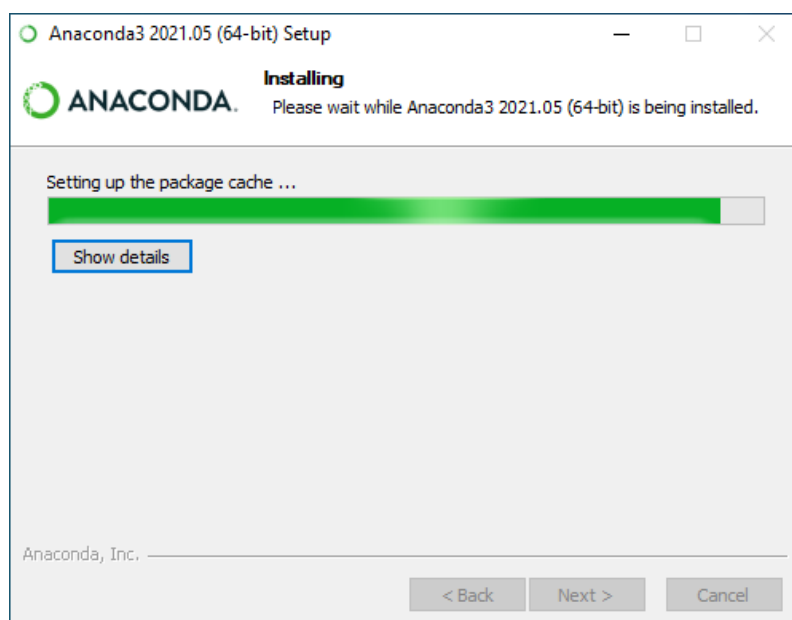 Anaconda3 2021.05 (64-bit) Setup
ANACONDA.
Installing
Please wait while Anaconda3 2021.05 (64-bit) is being installed.
Setting up the package cache ...
Show details
Anaconda, Inc.
< Back Next > Cancel